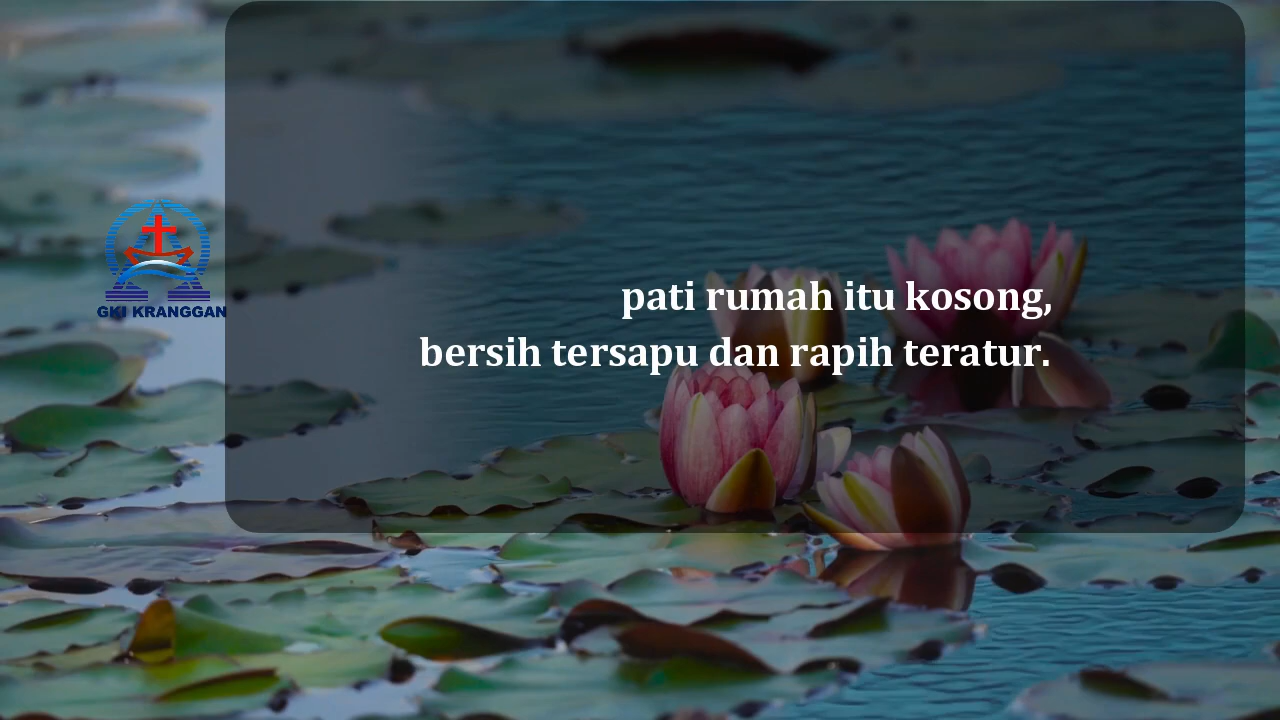 GKI KRANGGAN
pati rumah itu kosong,
bersih tersapu dan rapih teratur.